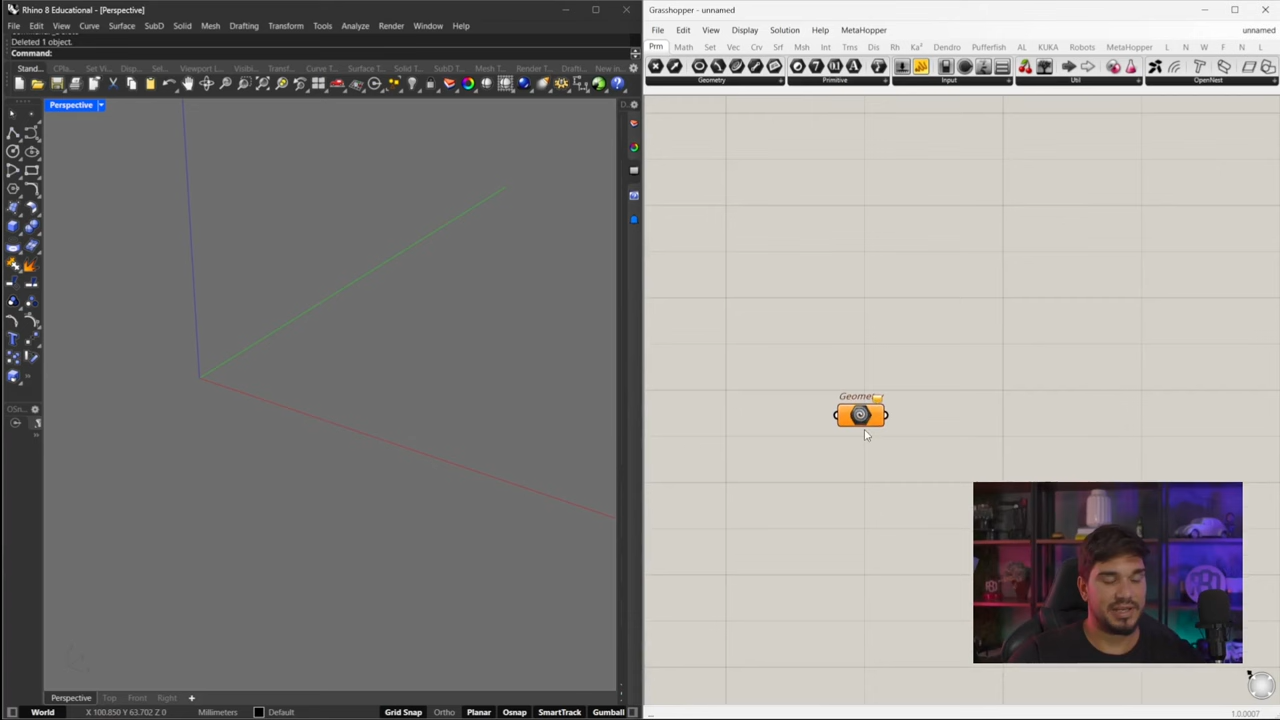 Rhino 8 Educational - [Perspective]
File Edit View Curve Surface SubD Solid Mesh Drafting Transform Tools Analyze Render Window Help
Deleted 1 object.
Command:
Stand... CPla... Set Vi... Disp... Sel... Viewport L... Visibi... Transf... Curve T... Surface T... Solid T... SubD T... Mesh T... Render T... Drafti... New in...
Perspective
D..
OSn...
Perspective Top Front Right
World X 100.850 Y 63.702 Z 0 Millimeters Default Grid Snap Ortho Planar Osnap SmartTrack Gumball
Grasshopper - unnamed
File Edit View Display Solution Help MetaHopper unnamed
Prm Math Set Vec Crv Srf Msh Int Trns Dis Rh Ka² Dendro Pufferfish AL KUKA Robots MetaHopper L N W F N L
Geometry Primitive Input Util OpenNest
Geomet
...
1.0.0007